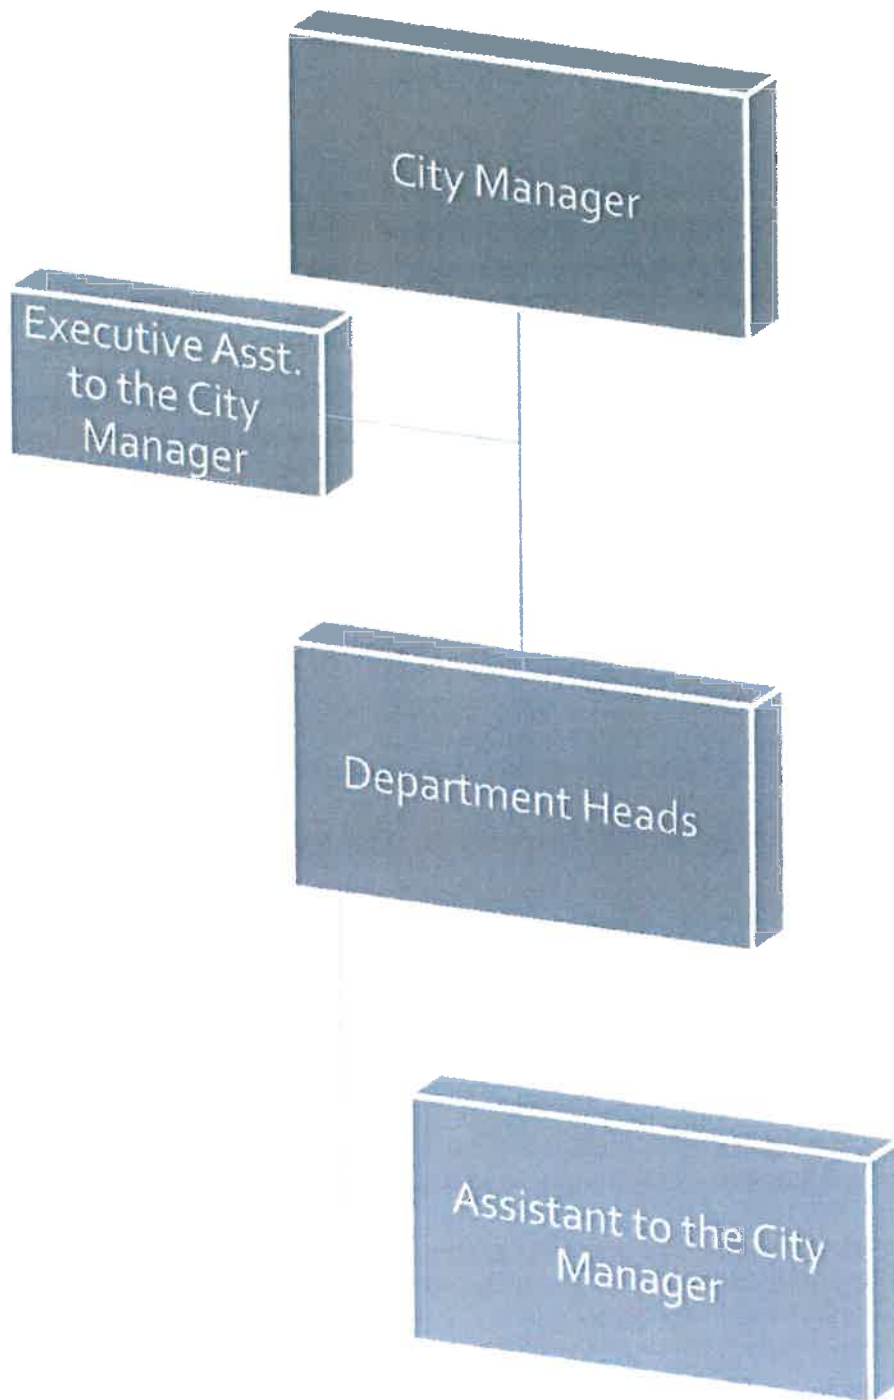 City Manager
Executive Asst.
to the City
Manager
Department Heads
Assistant to the City
Manager